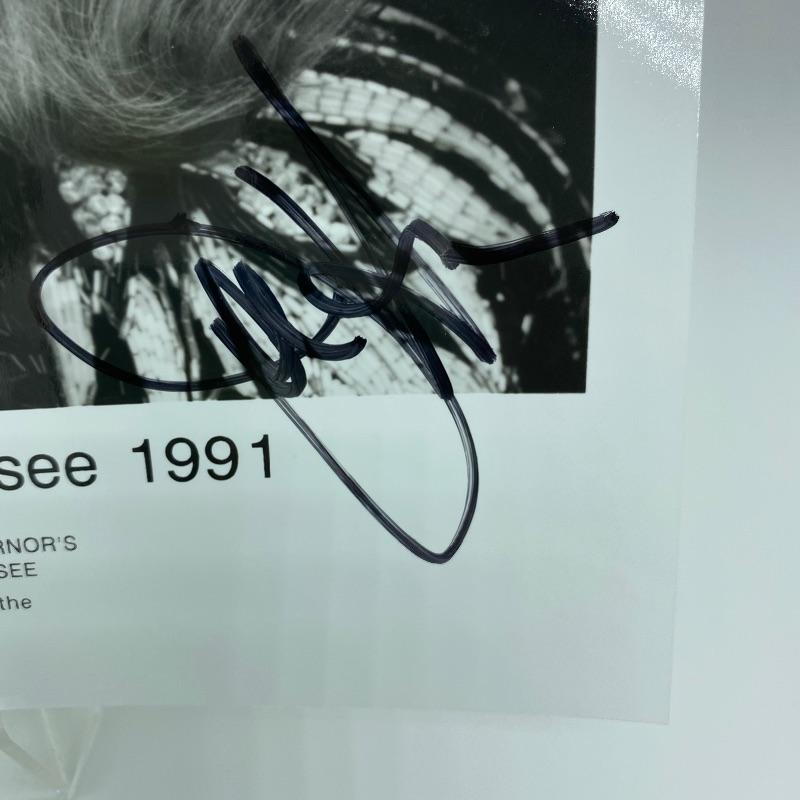 see 1991
RNOR'S
SEE
the